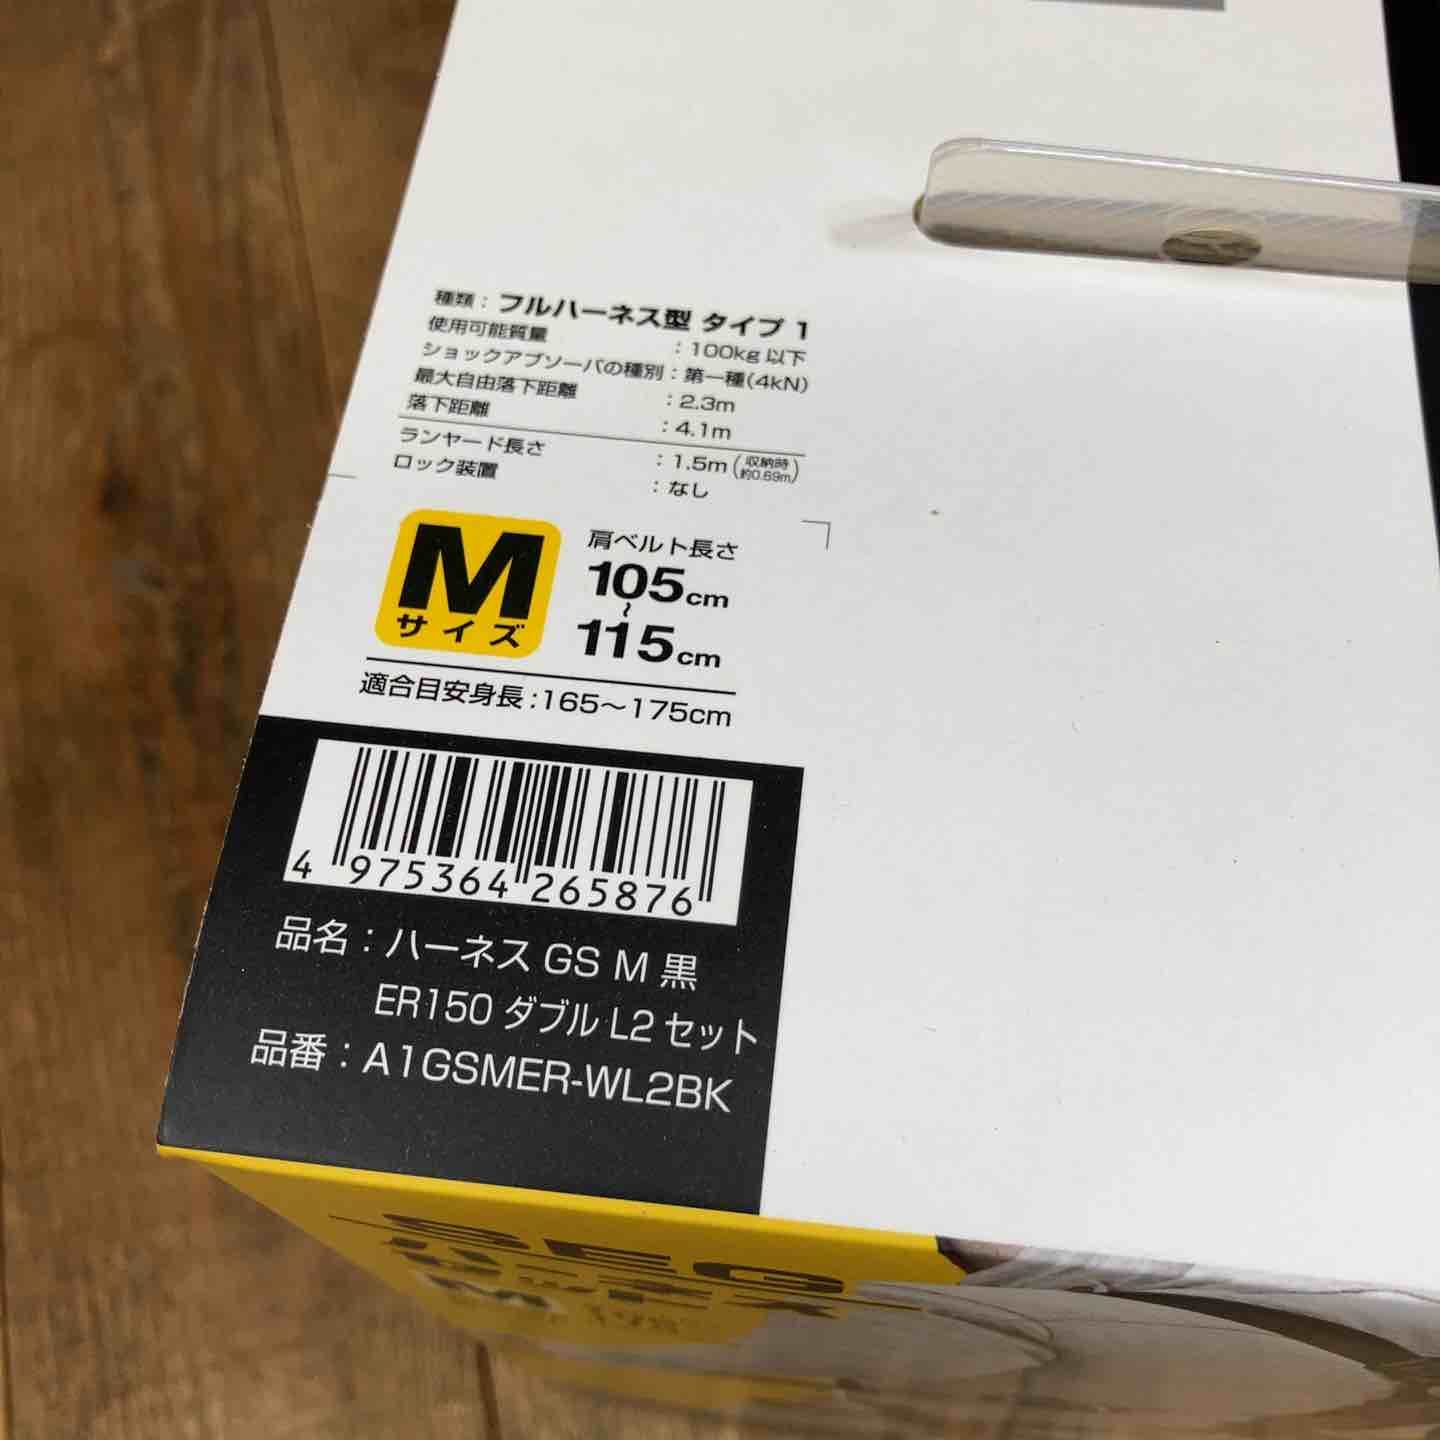 種類：フルハーネス型 タイプ 1
使用可能質量：100kg 以下
ショックアブソーバの種別：第一種(4kN)
最大自由落下距離：2.3m
落下距離：4.1m
ランヤード長さ：1.5m(収納時約0.69m)
ロック装置：なし
Mサイズ
肩ベルト長さ
105cm
～
115cm
適合目安身長：165～175cm
4 975364 265876
品名：ハーネス GS M 黒
ER150 ダブル L2 セット
品番：A1GSMER-WL2BK
SEG